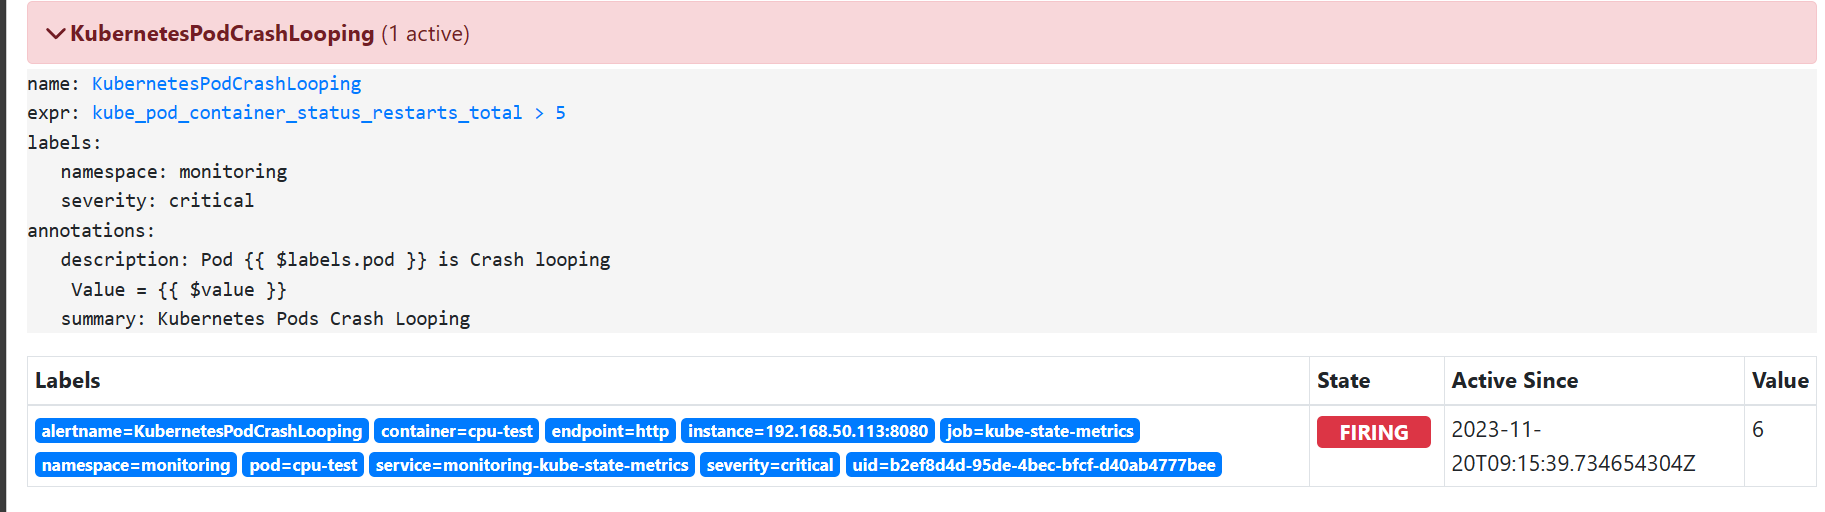 KubernetesPodCrashLooping (1 active)
name: KubernetesPodCrashLooping
expr: kube_pod_container_status_restarts_total > 5
labels:
namespace: monitoring
severity: critical
annotations:
description: Pod {{ $labels.pod }} is Crash looping
Value = {{ $value }}
summary: Kubernetes Pods Crash Looping
Labels State Active Since Value
alertname=KubernetesPodCrashLooping container=cpu-test endpoint=http instance=192.168.50.113:8080 job=kube-state-metrics FIRING 2023-11- 6
namespace=monitoring pod=cpu-test service=monitoring-kube-state-metrics severity=critical uid=b2ef8d4d-95de-4bec-bfcf-d40ab4777bee 20T09:15:39.734654304Z